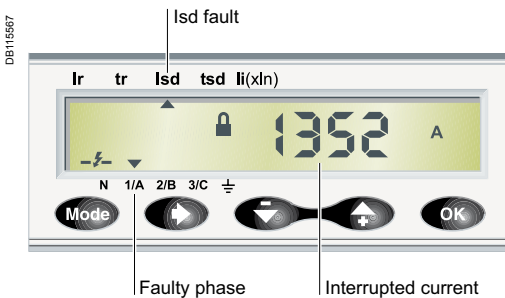 DB115567
Isd fault
Ir tr Isd tsd Ii(xIn)
1352 A
N 1/A 2/B 3/C
Mode OK
Faulty phase Interrupted current